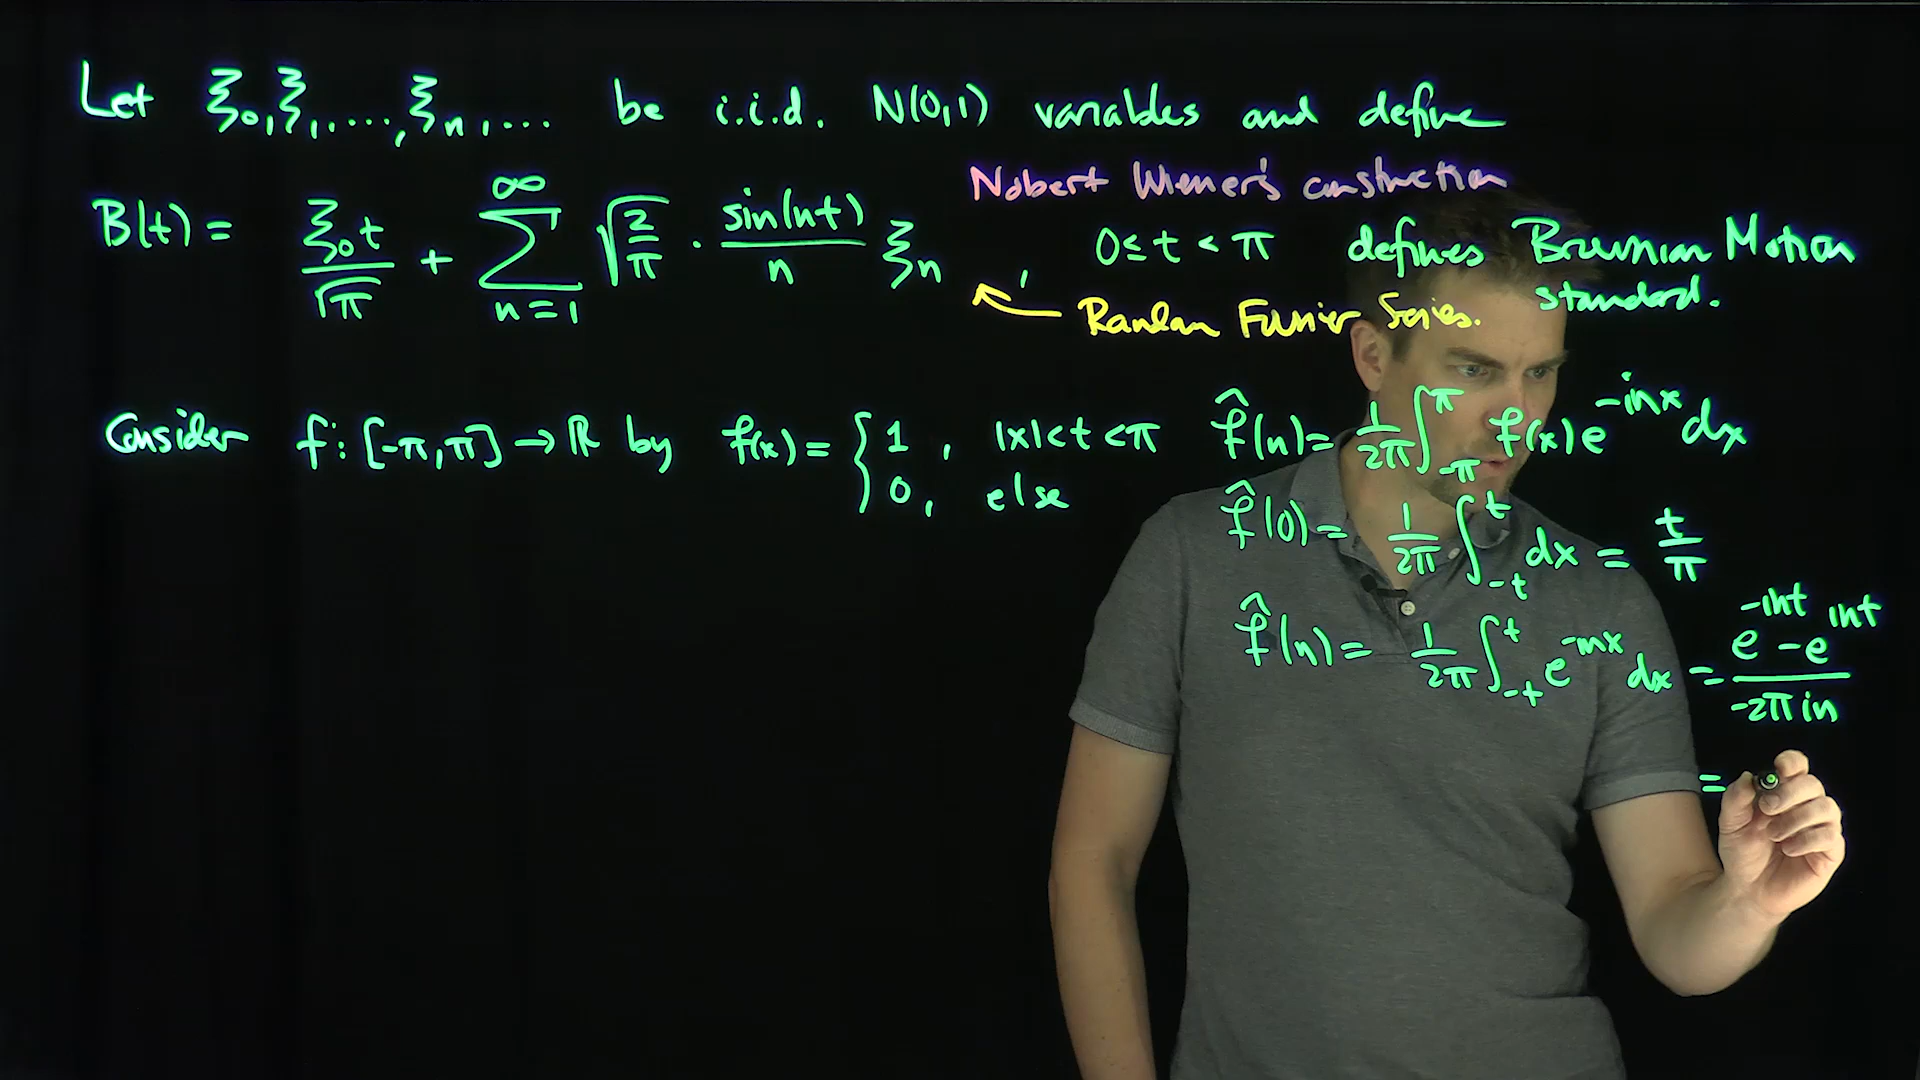 Let ξ₀, ξ₁, ..., ξₙ, ... be i.i.d. N(0,1) variables and define
Nobert Wiener's construction
B(t) = ξ₀t/√π + ∑_{n=1}^{∞} √(2/π) · sin(nt)/n ξₙ , 0 ≤ t < π defines Brownian Motion
standard.
Random Fourier Series.
Consider f: [-π, π] → ℝ by f(x) = { 1 , |x| < t < π
0 , else
f̂(n) = 1/2π ∫_{-π}^{π} f(x) e^{-inx} dx
f̂(0) = 1/2π ∫_{-t}^{t} dx = t/π
f̂(n) = 1/2π ∫_{-t}^{t} e^{-inx} dx = (e^{-int} - e^{int})/(-2πin)
=